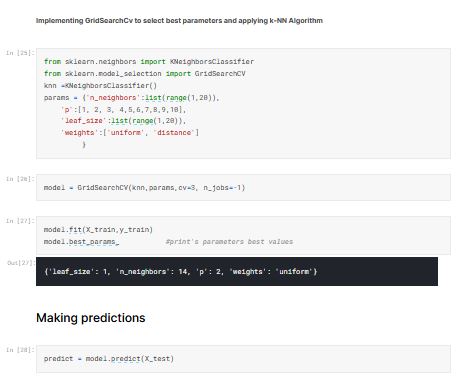 Implementing GridSearchCv to select best parameters and applying k-NN Algorithm
In [25]:
from sklearn.neighbors import KNeighborsClassifier
from sklearn.model_selection import GridSearchCV
knn =KNeighborsClassifier()
params = {'n_neighbors':list(range(1,20)),
'p':[1, 2, 3, 4,5,6,7,8,9,10],
'leaf_size':list(range(1,20)),
'weights':['uniform', 'distance']
}
In [26]:
model = GridSearchCV(knn,params,cv=3, n_jobs=-1)
In [27]:
model.fit(X_train,y_train)
model.best_params_ #print's parameters best values
Out[27]:
{'leaf_size': 1, 'n_neighbors': 14, 'p': 2, 'weights': 'uniform'}
Making predictions
In [28]:
predict = model.predict(X_test)